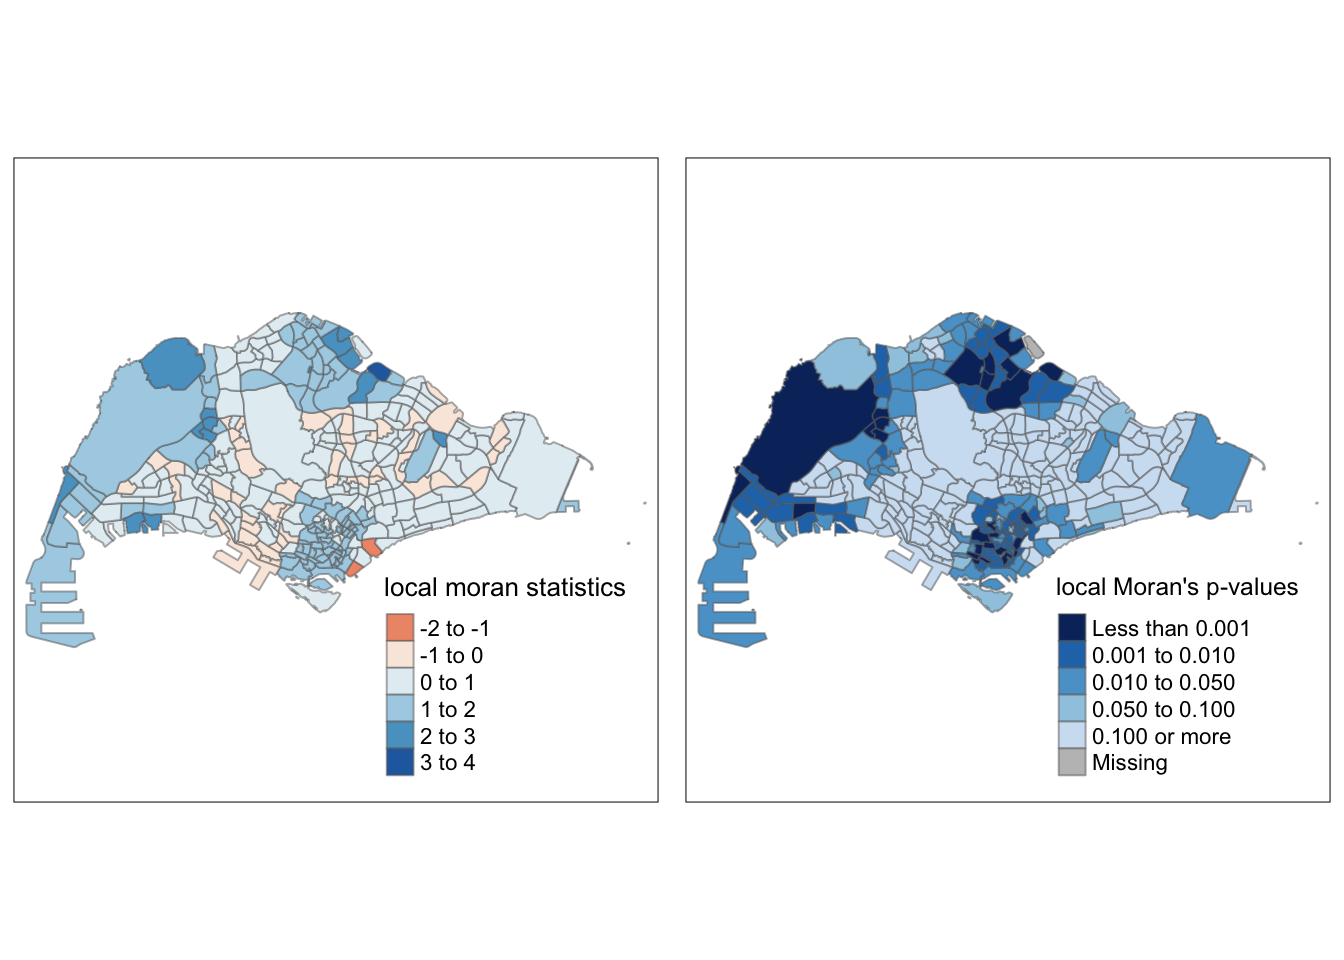 local moran statistics
-2 to -1
-1 to 0
0 to 1
1 to 2
2 to 3
3 to 4
local Moran's p-values
Less than 0.001
0.001 to 0.010
0.010 to 0.050
0.050 to 0.100
0.100 or more
Missing